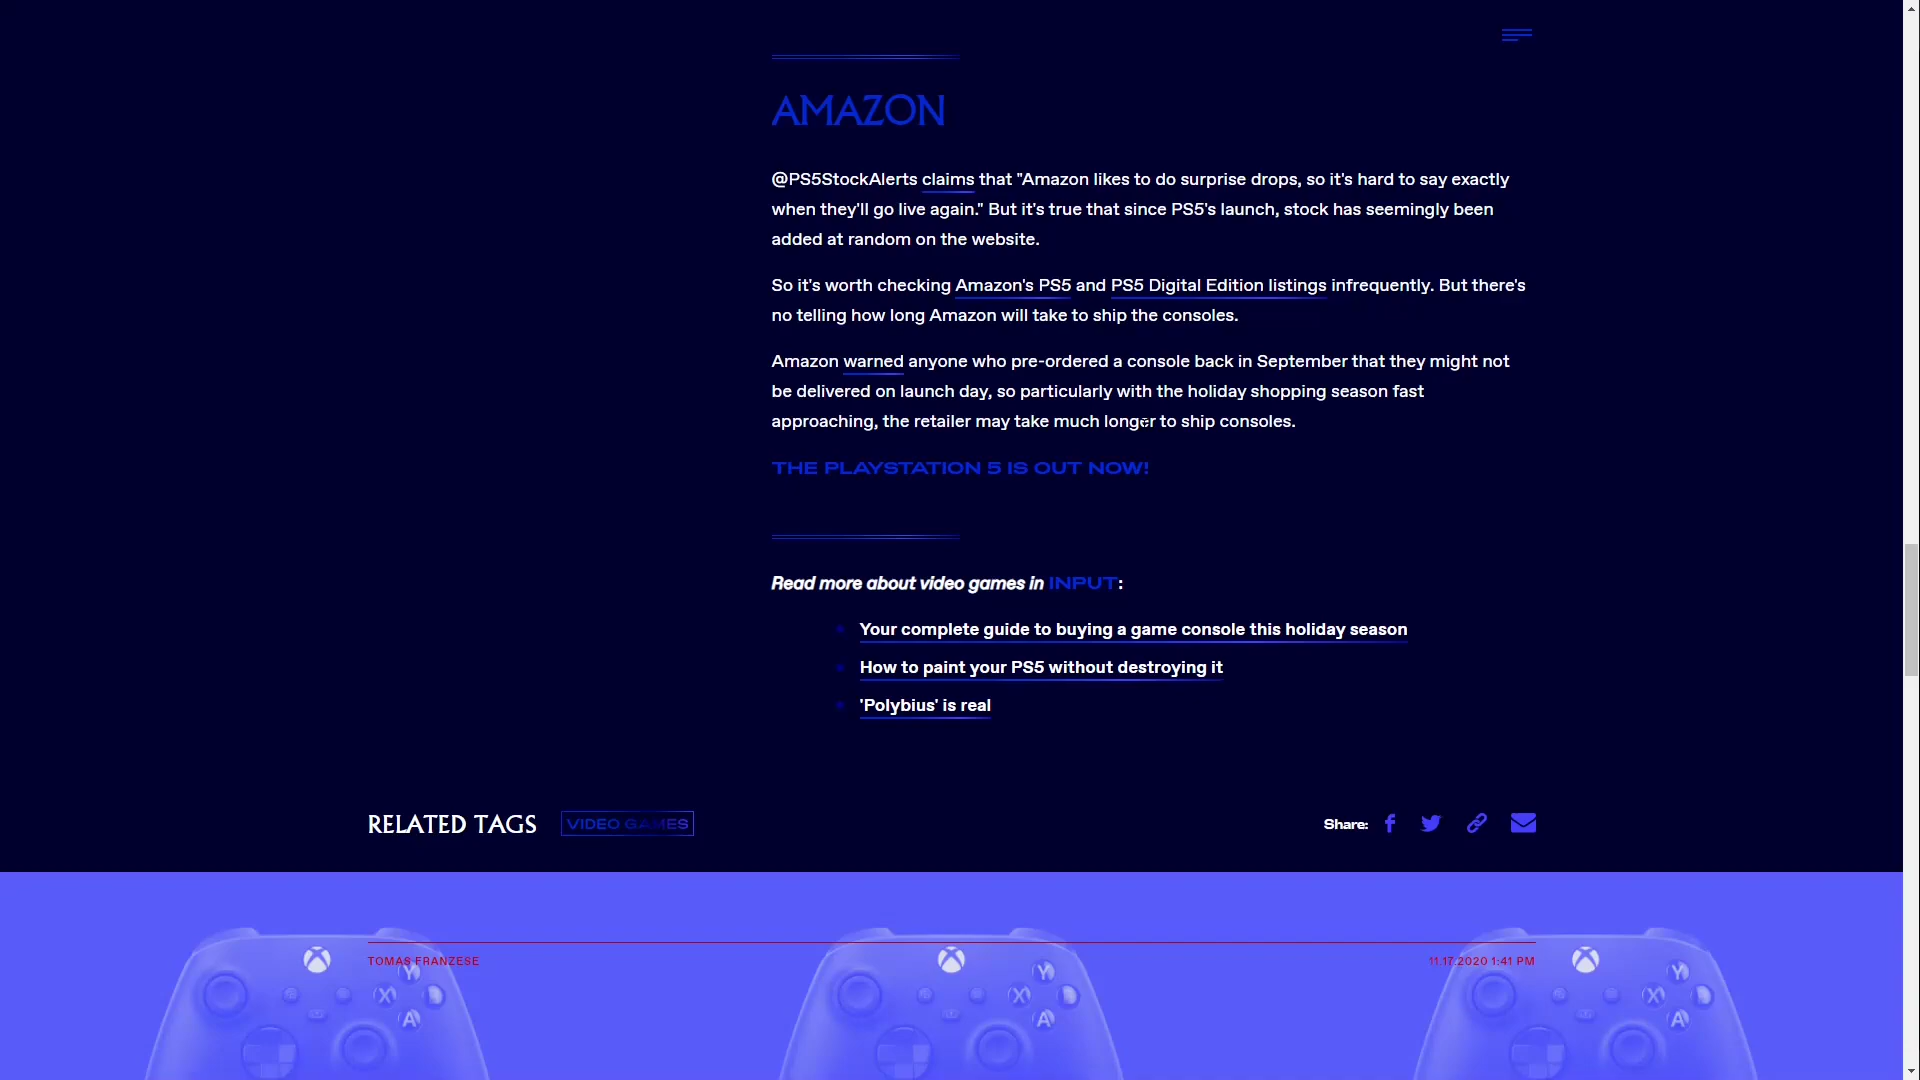 AMAZON
@PS5StockAlerts claims that "Amazon likes to do surprise drops, so it's hard to say exactly
when they'll go live again." But it's true that since PS5's launch, stock has seemingly been
added at random on the website.
So it's worth checking Amazon's PS5 and PS5 Digital Edition listings infrequently. But there's
no telling how long Amazon will take to ship the consoles.
Amazon warned anyone who pre-ordered a console back in September that they might not
be delivered on launch day, so particularly with the holiday shopping season fast
approaching, the retailer may take much longer to ship consoles.
THE PLAYSTATION 5 IS OUT NOW!
Read more about video games in INPUT:
Your complete guide to buying a game console this holiday season
How to paint your PS5 without destroying it
'Polybius' is real
RELATED TAGS VIDEO GAMES Share:
TOMAS FRANZESE 11.17.2020 1:41 PM
Y Y Y
X X X
A A A